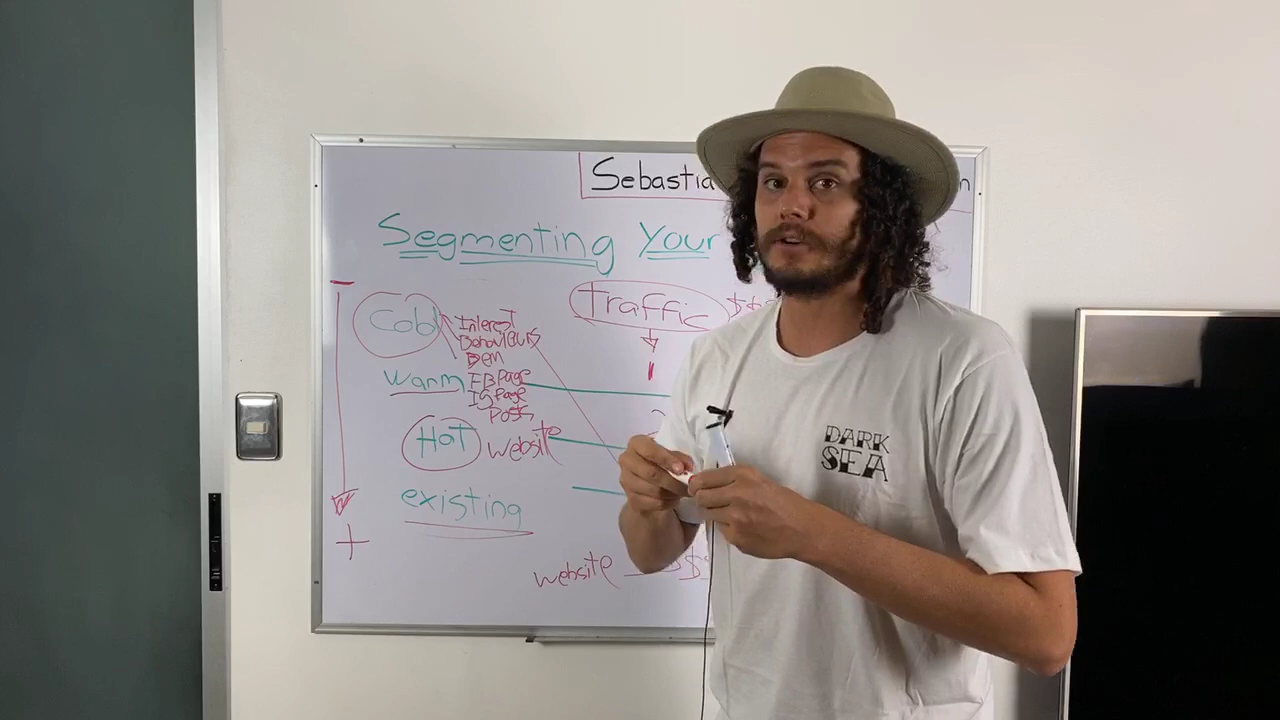 Sebastia
n
Segmenting Your
Cold
Interest
Behaviours
Dem
Traffic
$$
Warm
FB Page
IG Page
Posts
Hot
Website
existing
website
$$
DARK
SEA